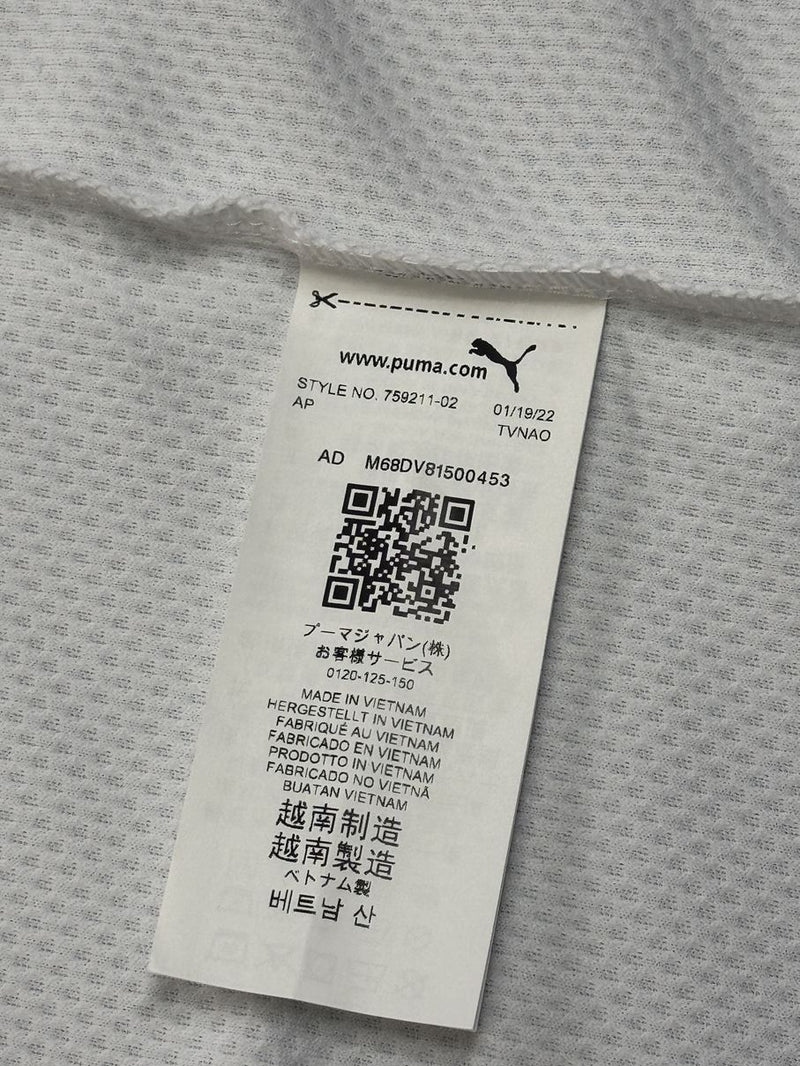 www.puma.com
STYLE NO. 759211-02 01/19/22
AP TVNAO
AD M68DV81500453
プーマジャパン(株)
お客様サービス
0120-125-150
MADE IN VIETNAM
HERGESTELLT IN VIETNAM
FABRIQUÉ AU VIETNAM
FABRICADO EN VIETNAM
PRODOTTO IN VIETNAM
FABRICADO NO VIETNÃ
BUATAN VIETNAM
越南制造
越南製造
ベトナム製
베트남 산